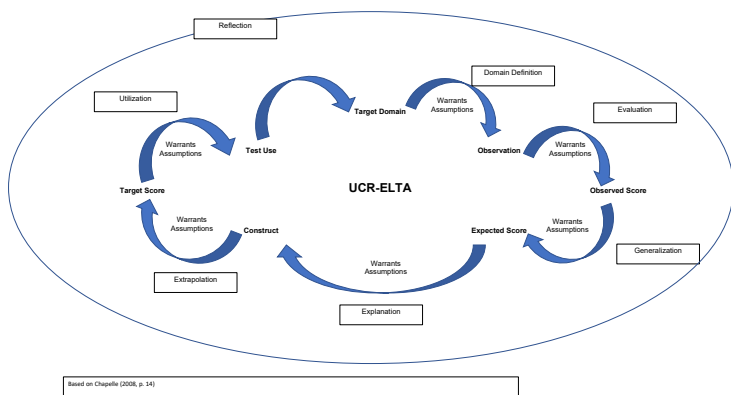 Reflection
Domain Definition
Utilization
Evaluation
Target Domain
Warrants
Assumptions
Warrants
Assumptions
Warrants
Assumptions
Test Use
Observation
Target Score
UCR-ELTA
Observed Score
Warrants
Assumptions
Construct
Expected Score
Warrants
Assumptions
Generalization
Warrants
Assumptions
Extrapolation
Explanation
Based on Chapelle (2008, p. 14)